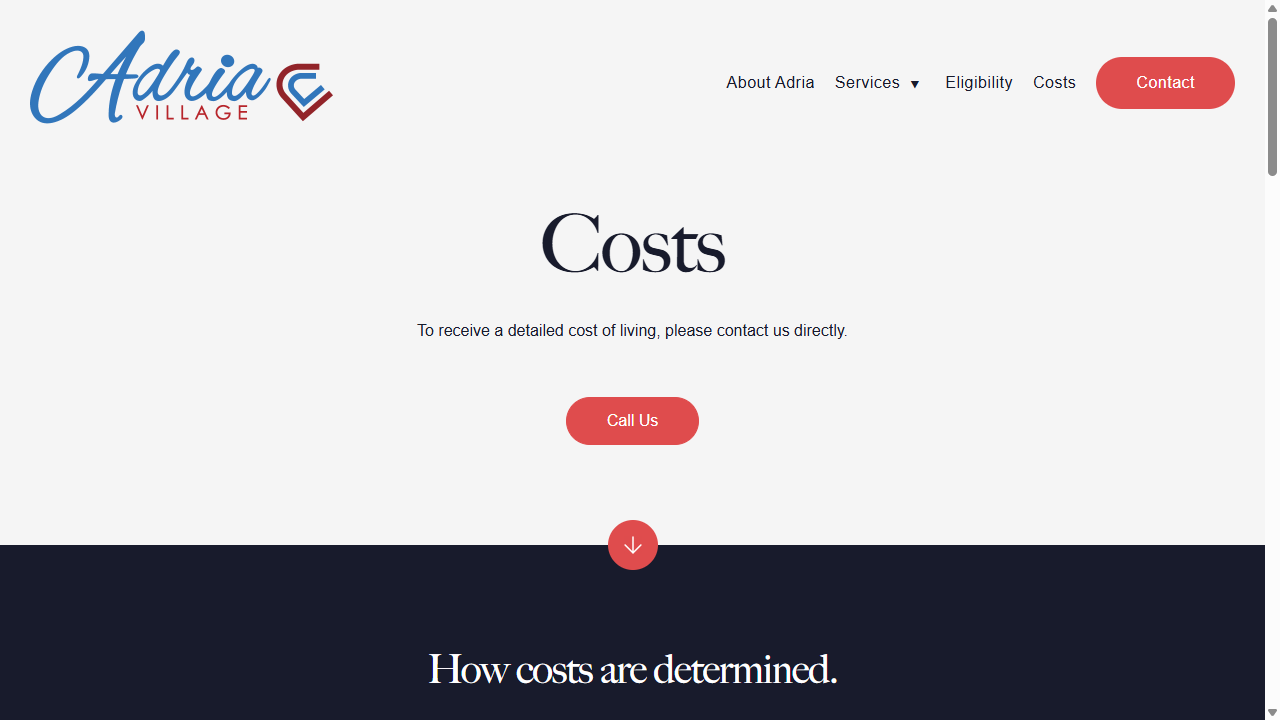 Adria
VILLAGE
About Adria
Services
Eligibility
Costs
Contact
Costs
To receive a detailed cost of living, please contact us directly.
Call Us
How costs are determined.